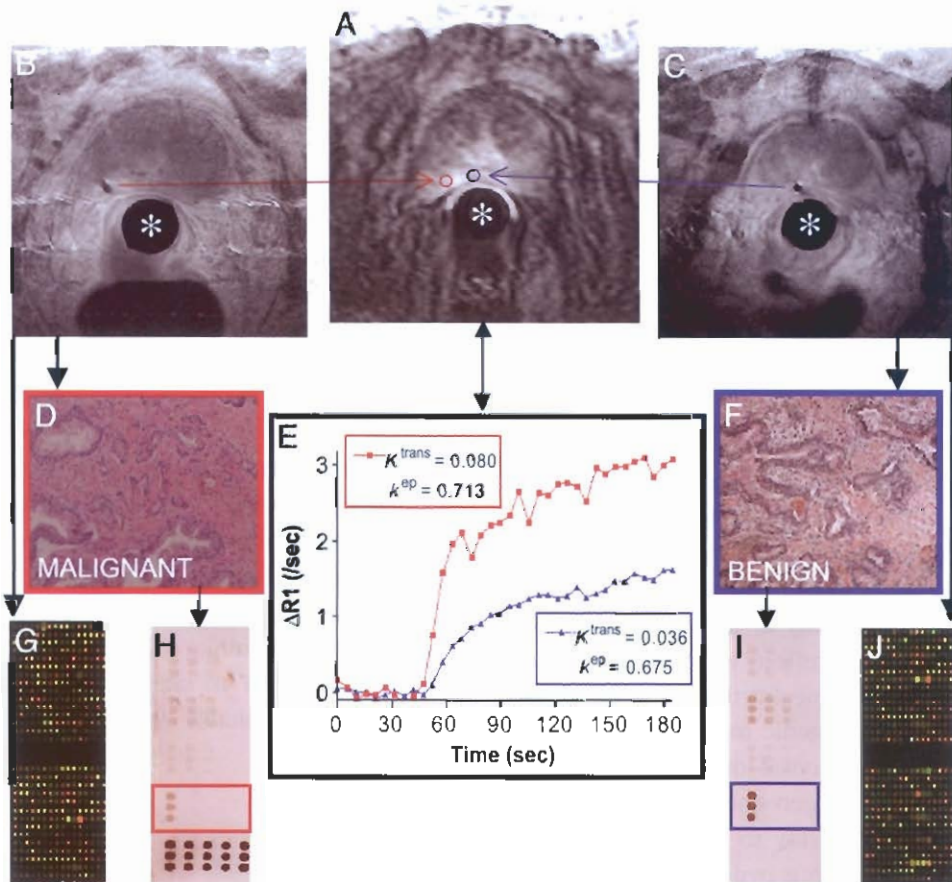 A
B
C
*
*
*
D
MALIGNANT
E
K trans = 0.080
k ep = 0.713
K trans = 0.036
k ep = 0.675
ΔR1 (/sec)
3
2
1
0
0 30 60 90 120 150 180
Time (sec)
F
BENIGN
G
H
I
J